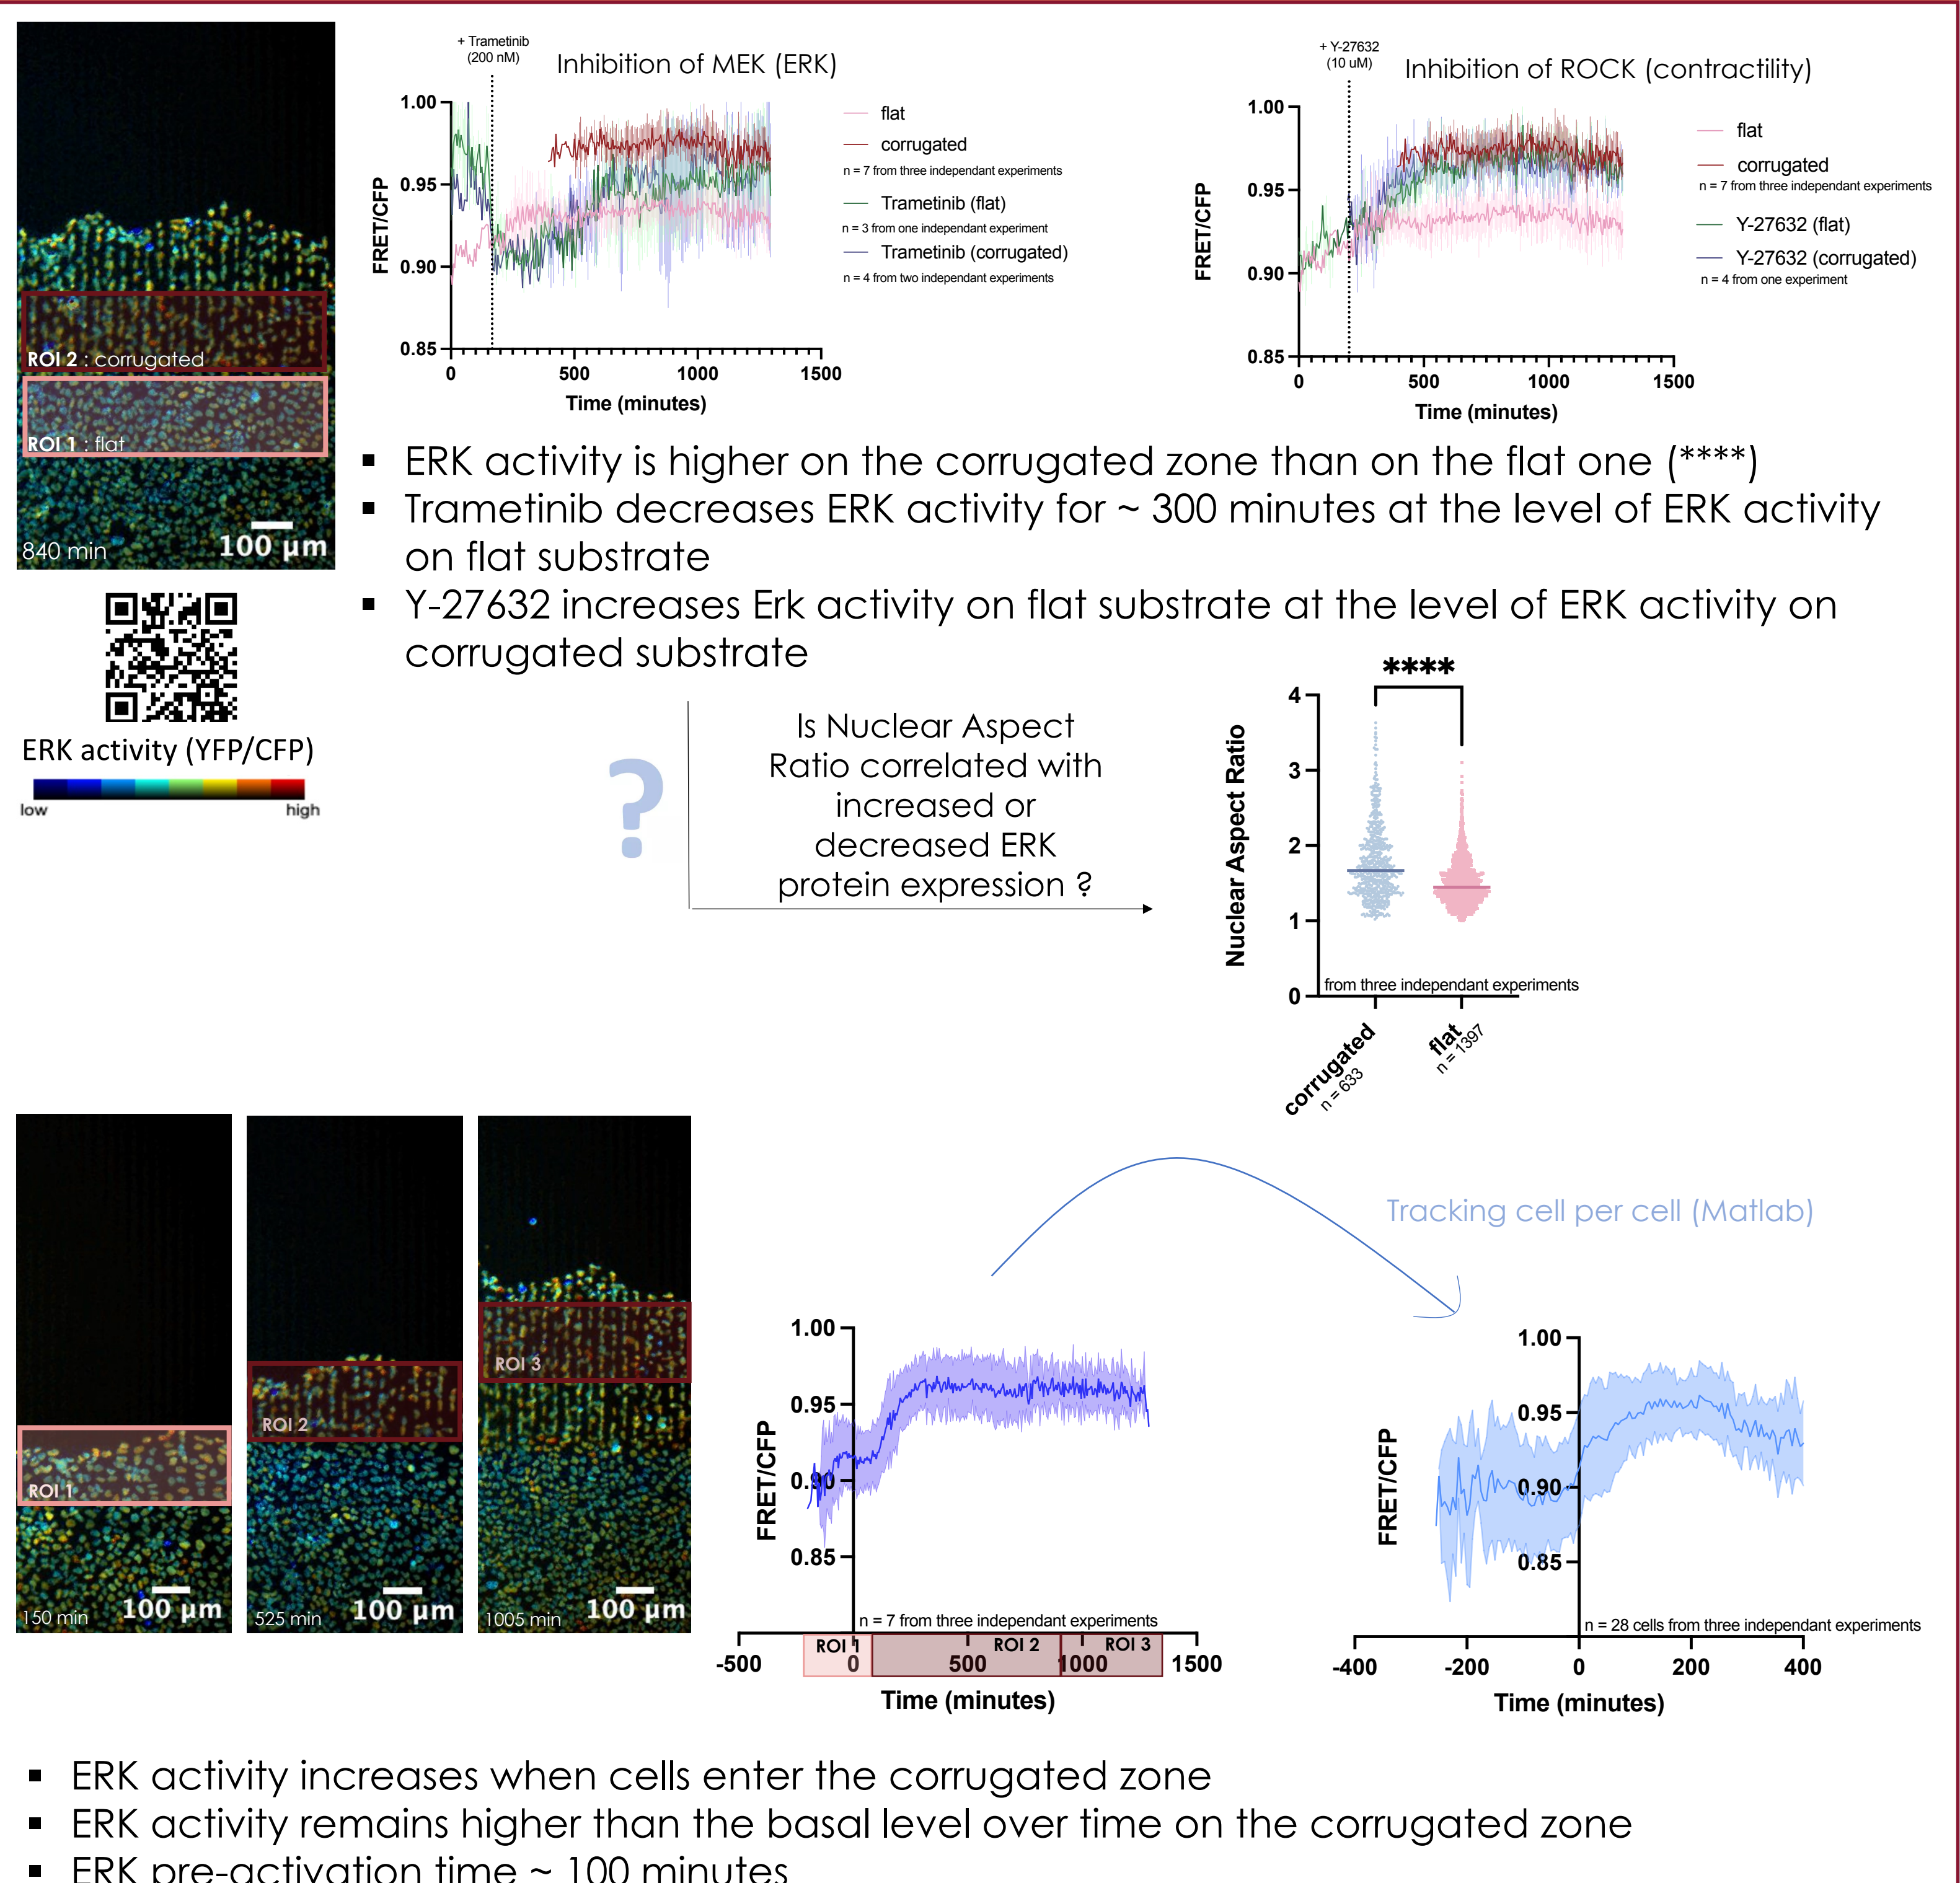 + Trametinib
(200 nM)
Inhibition of MEK (ERK)
1.00
0.95
0.90
0.85
FRET/CFP
0
500
1000
1500
Time (minutes)
flat
corrugated
n = 7 from three independant experiments
Trametinib (flat)
n = 3 from one independant experiment
Trametinib (corrugated)
n = 4 from two independant experiments
+ Y-27632
(10 uM)
Inhibition of ROCK (contractility)
1.00
0.95
0.90
0.85
FRET/CFP
0
500
1000
1500
Time (minutes)
flat
corrugated
n = 7 from three independant experiments
Y-27632 (flat)
Y-27632 (corrugated)
n = 4 from one experiment
ROI 2 : corrugated
ROI 1 : flat
840 min
100 µm
ERK activity (YFP/CFP)
low
high
▪ ERK activity is higher on the corrugated zone than on the flat one (****)
▪ Trametinib decreases ERK activity for ~ 300 minutes at the level of ERK activity
on flat substrate
▪ Y-27632 increases Erk activity on flat substrate at the level of ERK activity on
corrugated substrate
?
Is Nuclear Aspect
Ratio correlated with
increased or
decreased ERK
protein expression ?
****
4
3
2
1
0
Nuclear Aspect Ratio
from three independant experiments
corrugated
n = 633
flat
n = 1397
ROI 1
150 min
100 µm
ROI 2
525 min
100 µm
ROI 3
1005 min
100 µm
Tracking cell per cell (Matlab)
1.00
0.95
0.90
0.85
FRET/CFP
n = 7 from three independant experiments
ROI 1
ROI 2
ROI 3
-500
0
500
1000
1500
Time (minutes)
1.00
0.95
0.90
0.85
FRET/CFP
n = 28 cells from three independant experiments
-400
-200
0
200
400
Time (minutes)
▪ ERK activity increases when cells enter the corrugated zone
▪ ERK activity remains higher than the basal level over time on the corrugated zone
▪ ERK pre-activation time ~ 100 minutes